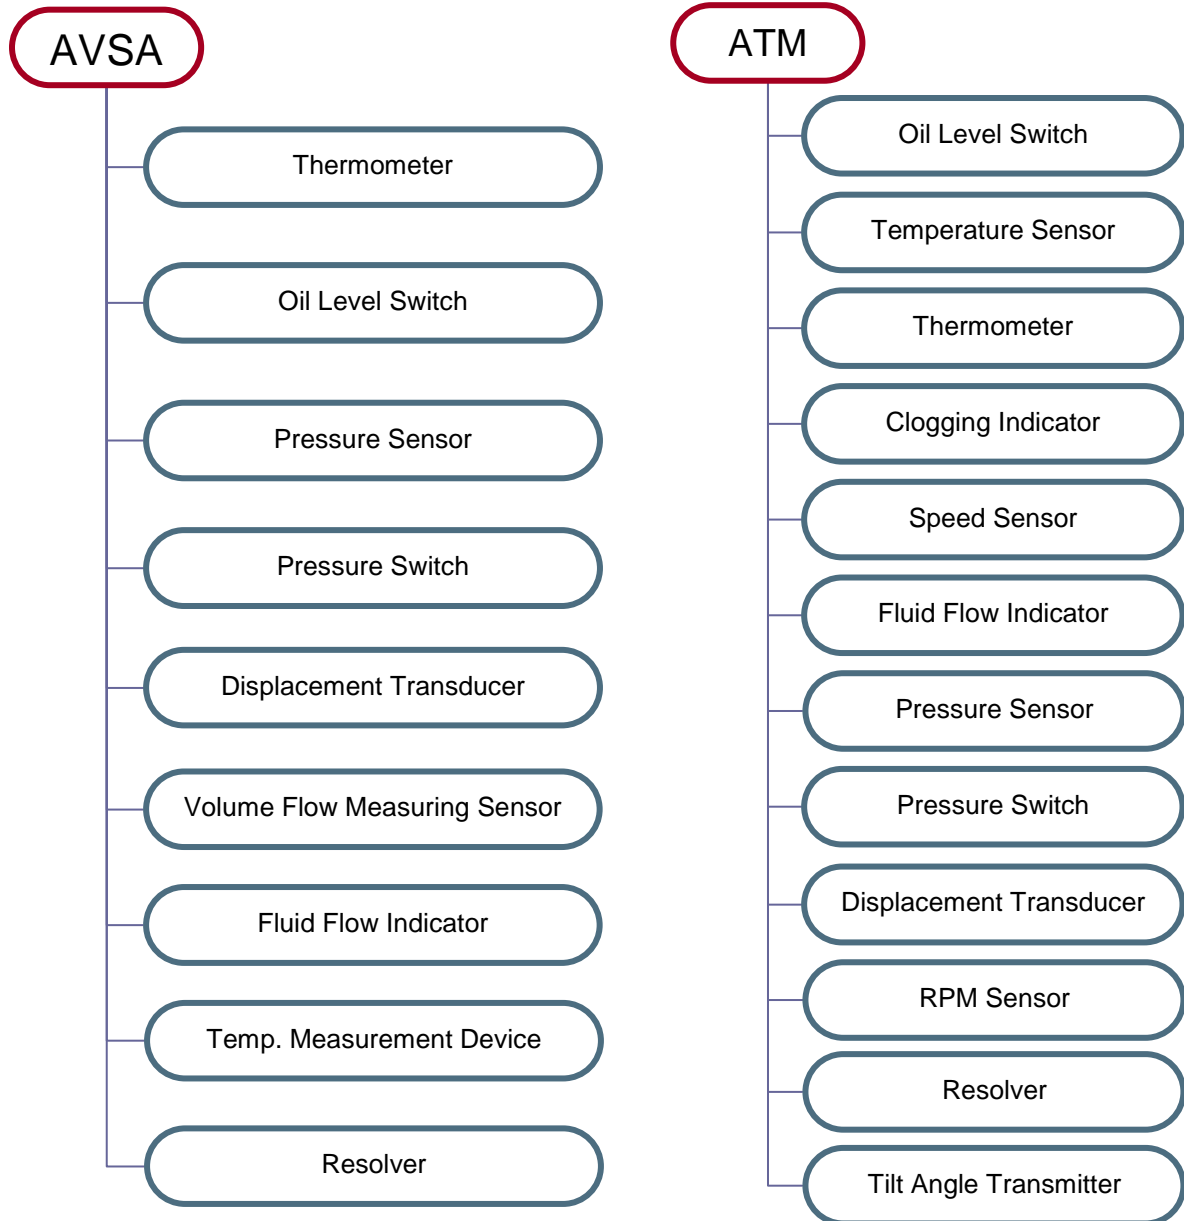 AVSA
Thermometer
Oil Level Switch
Pressure Sensor
Pressure Switch
Displacement Transducer
Volume Flow Measuring Sensor
Fluid Flow Indicator
Temp. Measurement Device
Resolver
ATM
Oil Level Switch
Temperature Sensor
Thermometer
Clogging Indicator
Speed Sensor
Fluid Flow Indicator
Pressure Sensor
Pressure Switch
Displacement Transducer
RPM Sensor
Resolver
Tilt Angle Transmitter